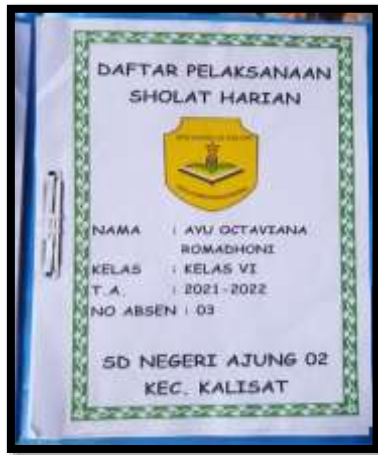 DAFTAR PELAKSANAAN
SHOLAT HARIAN
NAMA : AYU OCTAVIANA
ROMADHONI
KELAS : KELAS VI
T.A. : 2021-2022
NO ABSEN : 03
SD NEGERI AJUNG 02
KEC. KALISAT